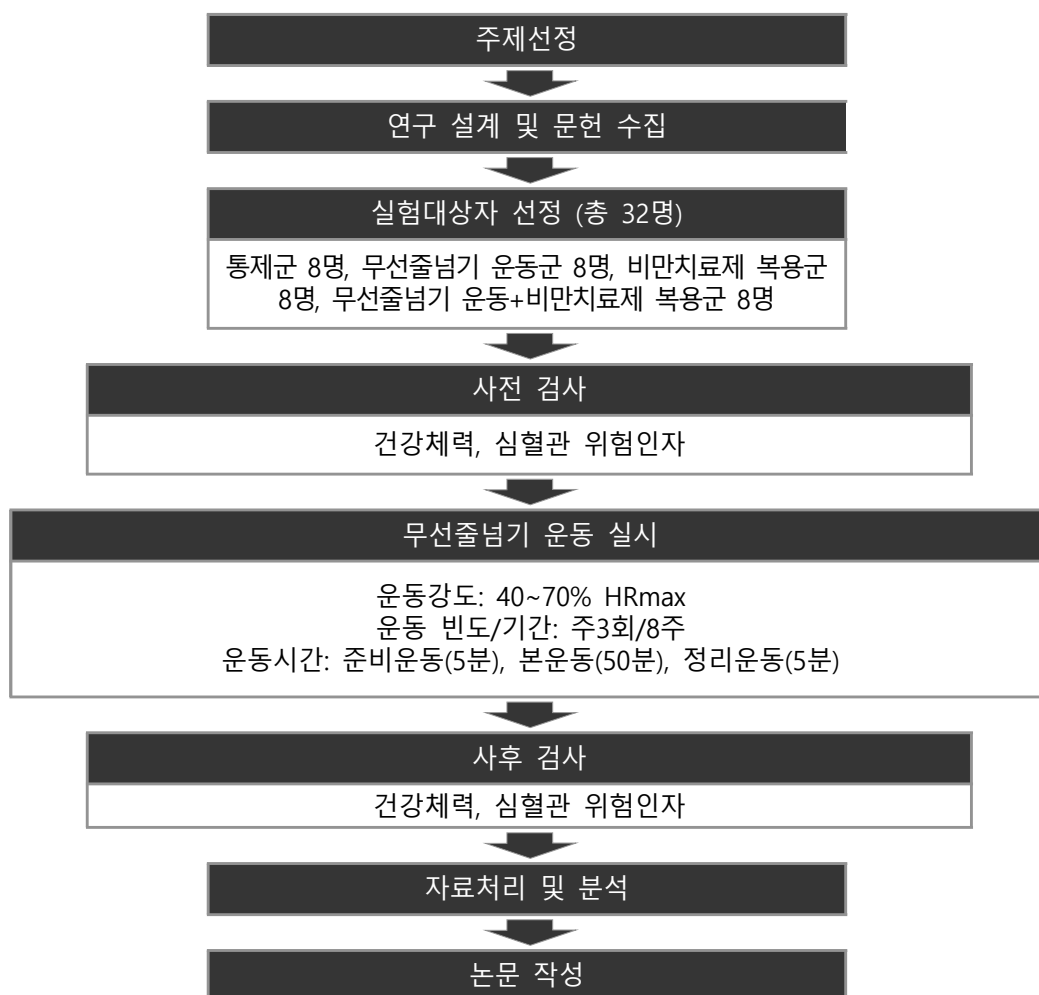 주제선정
연구 설계 및 문헌 수집
실험대상자 선정 (총 32명)
통제군 8명, 무선줄넘기 운동군 8명, 비만치료제 복용군
8명, 무선줄넘기 운동+비만치료제 복용군 8명
사전 검사
건강체력, 심혈관 위험인자
무선줄넘기 운동 실시
운동강도: 40~70% HRmax
운동 빈도/기간: 주3회/8주
운동시간: 준비운동(5분), 본운동(50분), 정리운동(5분)
사후 검사
건강체력, 심혈관 위험인자
자료처리 및 분석
논문 작성